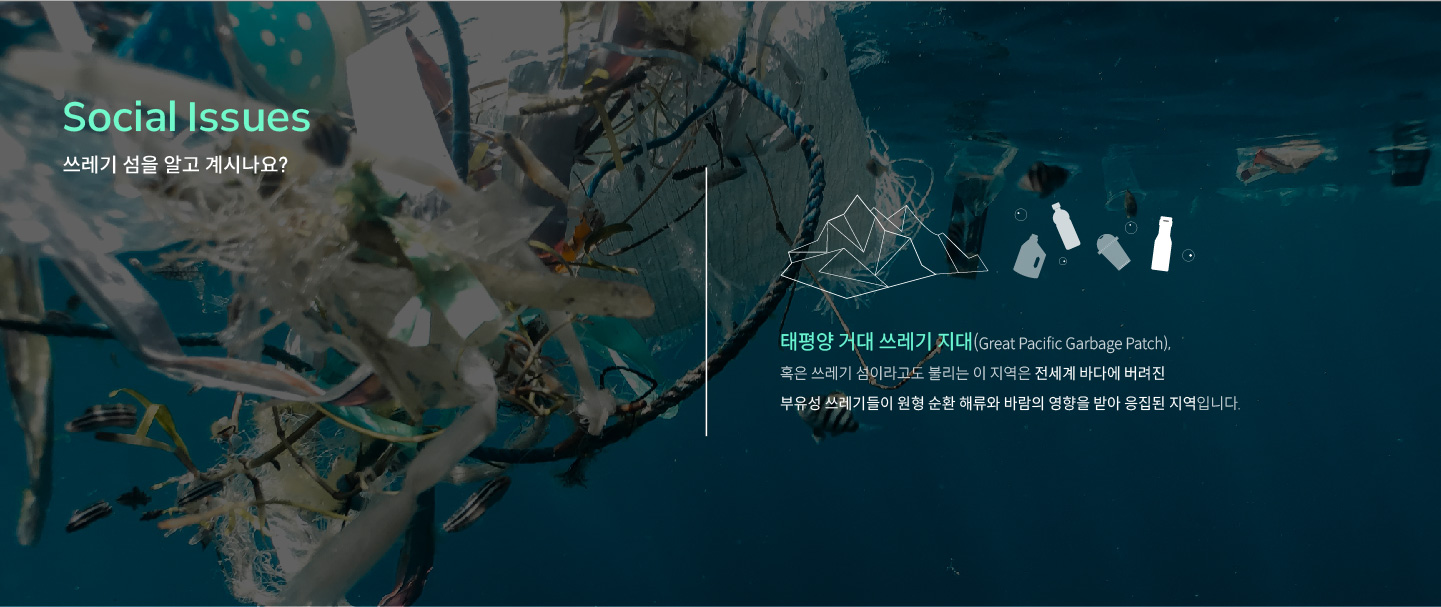 Social Issues
쓰레기 섬을 알고 계시나요?
태평양 거대 쓰레기 지대(Great Pacific Garbage Patch),
혹은 쓰레기 섬이라고도 불리는 이 지역은 전세계 바다에 버려진
부유성 쓰레기들이 원형 순환 해류와 바람의 영향을 받아 응집된 지역입니다.